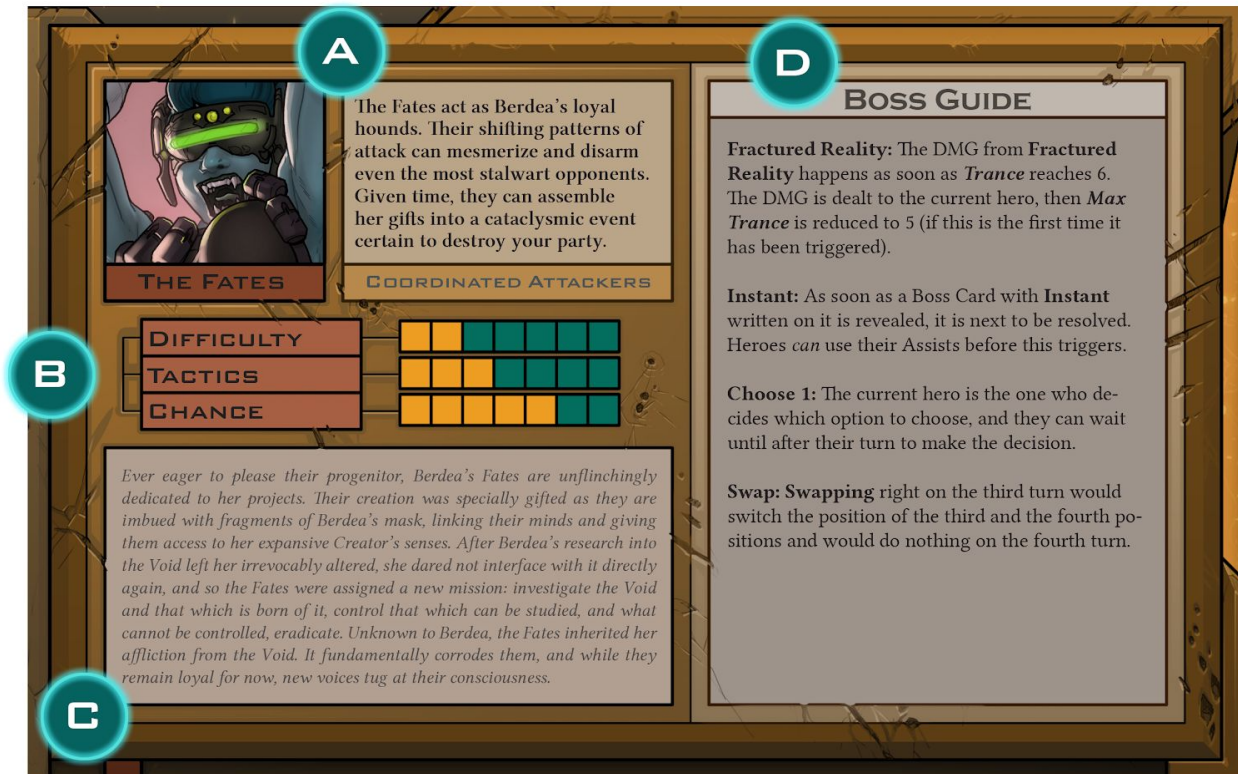 A
The Fates act as Berdea's loyal
hounds. Their shifting patterns of
attack can mesmerize and disarm
even the most stalwart opponents.
Given time, they can assemble
her gifts into a cataclysmic event
certain to destroy your party.
THE FATES
COORDINATED ATTACKERS
B
DIFFICULTY
TACTICS
CHANCE
Ever eager to please their progenitor, Berdea's Fates are unflinchingly
dedicated to her projects. Their creation was specially gifted as they are
imbued with fragments of Berdea's mask, linking their minds and giving
them access to her expansive Creator's senses. After Berdea's research into
the Void left her irrevocably altered, she dared not interface with it directly
again, and so the Fates were assigned a new mission: investigate the Void
and that which is born of it, control that which can be studied, and what
cannot be controlled, eradicate. Unknown to Berdea, the Fates inherited her
affliction from the Void. It fundamentally corrodes them, and while they
remain loyal for now, new voices tug at their consciousness.
C
D
BOSS GUIDE
Fractured Reality: The DMG from Fractured
Reality happens as soon as Trance reaches 6.
The DMG is dealt to the current hero, then Max
Trance is reduced to 5 (if this is the first time it
has been triggered).
Instant: As soon as a Boss Card with Instant
written on it is revealed, it is next to be resolved.
Heroes can use their Assists before this triggers.
Choose 1: The current hero is the one who de-
cides which option to choose, and they can wait
until after their turn to make the decision.
Swap: Swapping right on the third turn would
switch the position of the third and the fourth po-
sitions and would do nothing on the fourth turn.